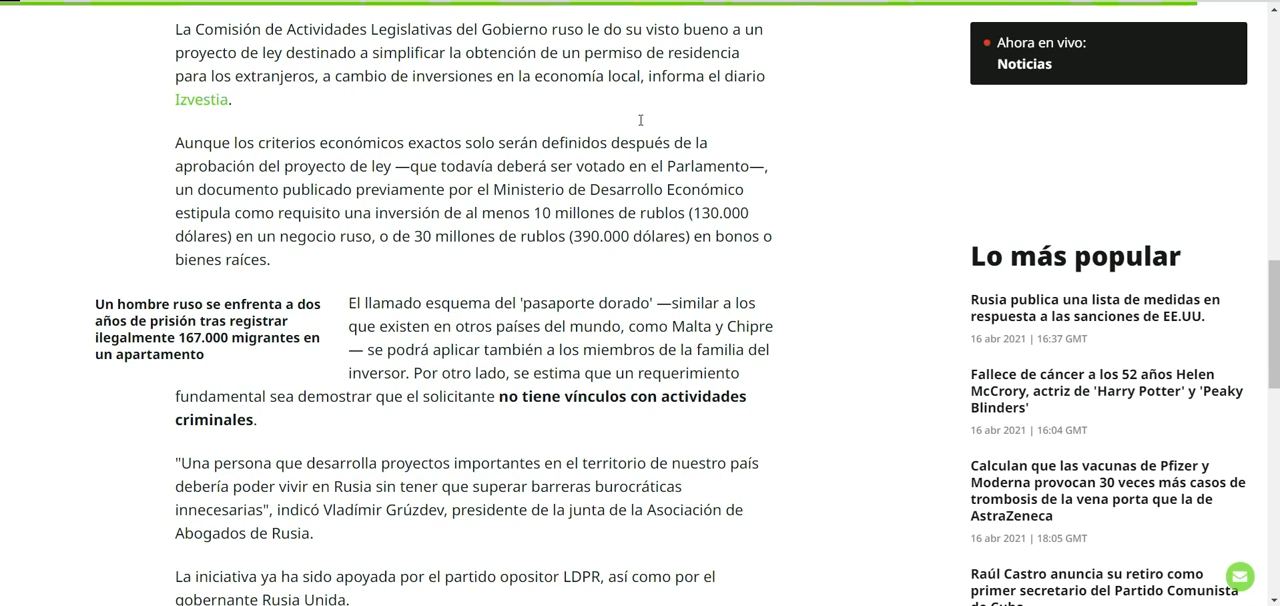 La Comisión de Actividades Legislativas del Gobierno ruso le do su visto bueno a un
proyecto de ley destinado a simplificar la obtención de un permiso de residencia
para los extranjeros, a cambio de inversiones en la economía local, informa el diario
Izvestia.
Aunque los criterios económicos exactos solo serán definidos después de la
aprobación del proyecto de ley —que todavía deberá ser votado en el Parlamento—,
un documento publicado previamente por el Ministerio de Desarrollo Económico
estipula como requisito una inversión de al menos 10 millones de rublos (130.000
dólares) en un negocio ruso, o de 30 millones de rublos (390.000 dólares) en bonos o
bienes raíces.
Un hombre ruso se enfrenta a dos
años de prisión tras registrar
ilegalmente 167.000 migrantes en
un apartamento
El llamado esquema del 'pasaporte dorado' —similar a los
que existen en otros países del mundo, como Malta y Chipre
— se podrá aplicar también a los miembros de la familia del
inversor. Por otro lado, se estima que un requerimiento
fundamental sea demostrar que el solicitante no tiene vínculos con actividades
criminales.
"Una persona que desarrolla proyectos importantes en el territorio de nuestro país
debería poder vivir en Rusia sin tener que superar barreras burocráticas
innecesarias", indicó Vladímir Grúzdev, presidente de la junta de la Asociación de
Abogados de Rusia.
La iniciativa ya ha sido apoyada por el partido opositor LDPR, así como por el
gobernante Rusia Unida.
Ahora en vivo:
Noticias
Lo más popular
Rusia publica una lista de medidas en
respuesta a las sanciones de EE.UU.
16 abr 2021 | 16:37 GMT
Fallece de cáncer a los 52 años Helen
McCrory, actriz de 'Harry Potter' y 'Peaky
Blinders'
16 abr 2021 | 16:04 GMT
Calculan que las vacunas de Pfizer y
Moderna provocan 30 veces más casos de
trombosis de la vena porta que la de
AstraZeneca
16 abr 2021 | 18:05 GMT
Raúl Castro anuncia su retiro como
primer secretario del Partido Comunista
de Cuba